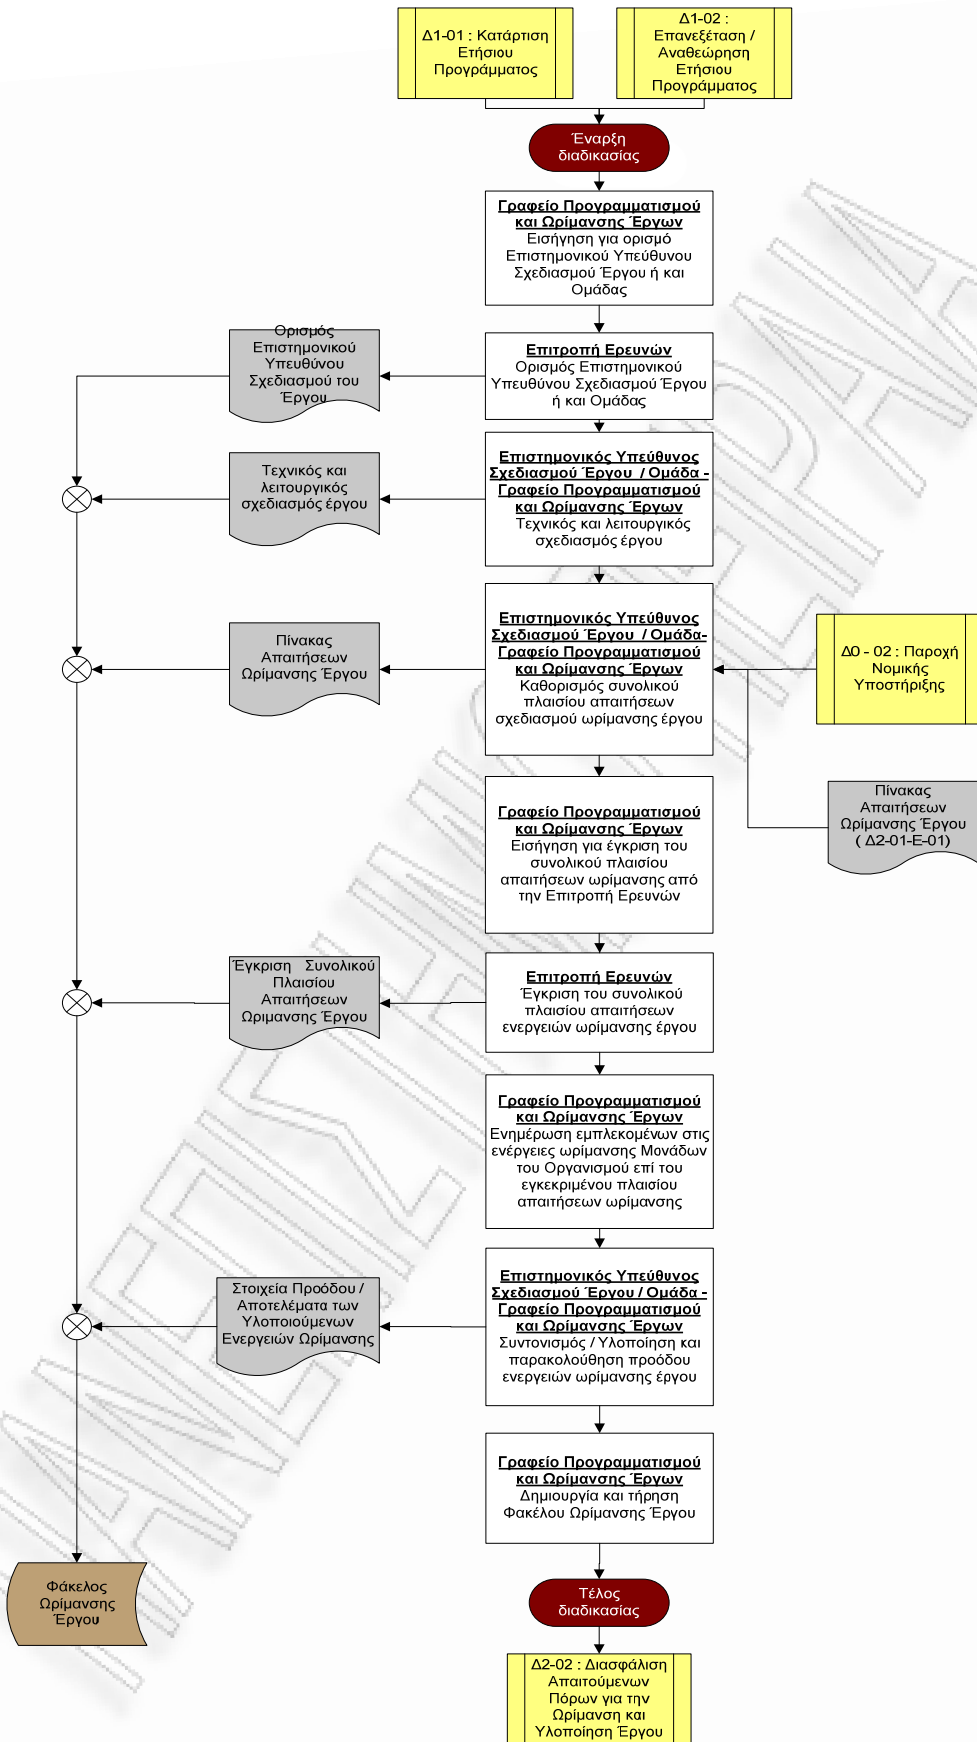 Δ1-01 : Κατάρτιση
Ετήσιου
Προγράμματος
Δ1-02 :
Επανεξέταση /
Αναθεώρηση
Ετήσιου
Προγράμματος
Έναρξη
διαδικασίας
Γραφείο Προγραμματισμού
και Ωρίμανσης Έργων
Εισήγηση για ορισμό
Επιστημονικού Υπεύθυνου
Σχεδιασμού Έργου ή και
Ομάδας
Ορισμός
Επιστημονικού
Υπευθύνου
Σχεδιασμού του
Έργου
Επιτροπή Ερευνών
Ορισμός Επιστημονικού
Υπευθύνου Σχεδιασμού Έργου
ή και Ομάδας
Τεχνικός και
λειτουργικός
σχεδιασμός έργου
Επιστημονικός Υπεύθυνος
Σχεδιασμού Έργου / Ομάδα -
Γραφείο Προγραμματισμού
και Ωρίμανσης Έργων
Τεχνικός και λειτουργικός
σχεδιασμός έργου
Πίνακας
Απαιτήσεων
Ωρίμανσης Έργου
Επιστημονικός Υπεύθυνος
Σχεδιασμού Έργου / Ομάδα-
Γραφείο Προγραμματισμού
και Ωρίμανσης Έργων
Καθορισμός συνολικού
πλαισίου απαιτήσεων
σχεδιασμού ωρίμανσης έργου
Δ0 - 02 : Παροχή
Νομικής
Υποστήριξης
Πίνακας
Απαιτήσεων
Ωρίμανσης Έργου
( Δ2-01-Ε-01)
Γραφείο Προγραμματισμού
και Ωρίμανσης Έργων
Εισήγηση για έγκριση του
συνολικού πλαισίου
απαιτήσεων ωρίμανσης από
την Επιτροπή Ερευνών
Έγκριση Συνολικού
Πλαισίου
Απαιτήσεων
Ωριμανσης Έργου
Επιτροπή Ερευνών
Έγκριση του συνολικού
πλαισίου απαιτήσεων
ενεργειών ωρίμανσης έργου
Γραφείο Προγραμματισμού
και Ωρίμανσης Έργων
Ενημέρωση εμπλεκομένων στις
ενέργειες ωρίμανσης Μονάδων
του Οργανισμού επί του
εγκεκριμένου πλαισίου
απαιτήσεων ωρίμανσης
Στοιχεία Προόδου /
Αποτελέματα των
Υλοποιούμενων
Ενεργειών Ωρίμανσης
Επιστημονικός Υπεύθυνος
Σχεδιασμού Έργου / Ομάδα -
Γραφείο Προγραμματισμού
και Ωρίμανσης Έργων
Συντονισμός / Υλοποίηση και
παρακολούθηση προόδου
ενεργειών ωρίμανσης έργου
Γραφείο Προγραμματισμού
και Ωρίμανσης Έργων
Δημιουργία και τήρηση
Φακέλου Ωρίμανσης Έργου
Φάκελος
Ωρίμανσης
Έργου
Τέλος
διαδικασίας
Δ2-02 : Διασφάλιση
Απαιτούμενων
Πόρων για την
Ωρίμανση και
Υλοποίηση Έργου